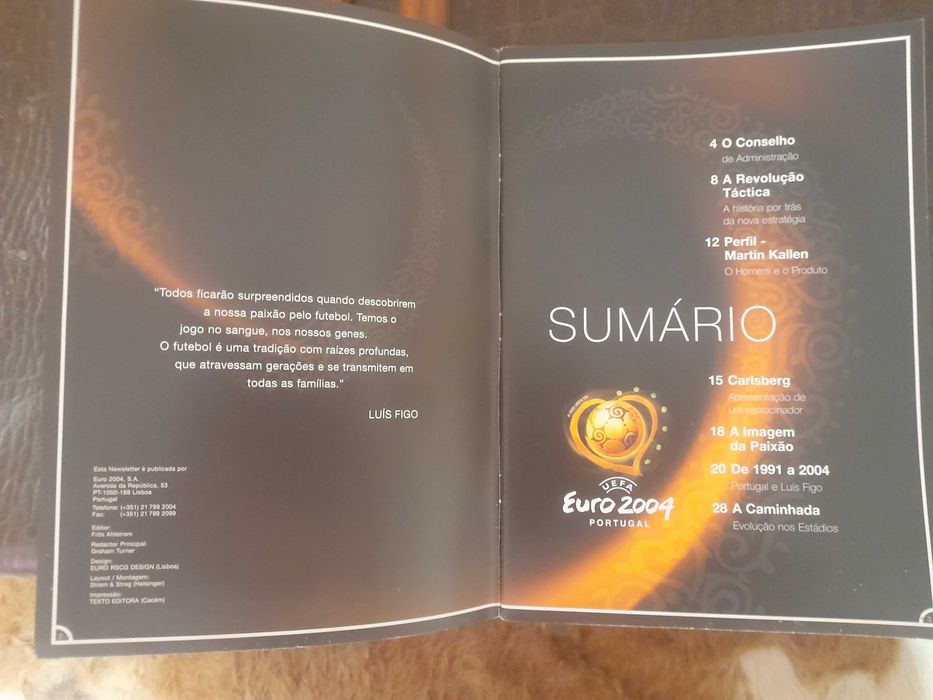 “Todos ficarão surpreendidos quando descobrirem
a nossa paixão pelo futebol. Temos o
jogo no sangue, nos nossos genes.
O futebol é uma tradição com raízes profundas,
que atravessam gerações e se transmitem em
todas as famílias.”
LUÍS FIGO
Esta Newsletter é publicada por
Euro 2004, S.A.
Avenida da República, 53
PT-1050-188 Lisboa
Portugal
Telefone: (+351) 21 799 2004
Fax: (+351) 21 799 2099
Editor:
Frits Ahlstrøm
Redactor Principal:
Graham Turner
Design:
EURO RSCG DESIGN (Lisboa)
Layout / Montagem:
Strøm & Streg (Helsingør)
Impressão:
TEXTO EDITORA (Cacém)
4 O Conselho
de Administração
8 A Revolução
Táctica
A história por trás
da nova estratégia
12 Perfil -
Martin Kallen
O Homem e o Produto
SUMÁRIO
15 Carlsberg
Apresentação de
um patrocinador
18 A Imagem
da Paixão
20 De 1991 a 2004
Portugal e Luís Figo
28 A Caminhada
Evolução nos Estádios
UEFA
Euro 2004
PORTUGAL